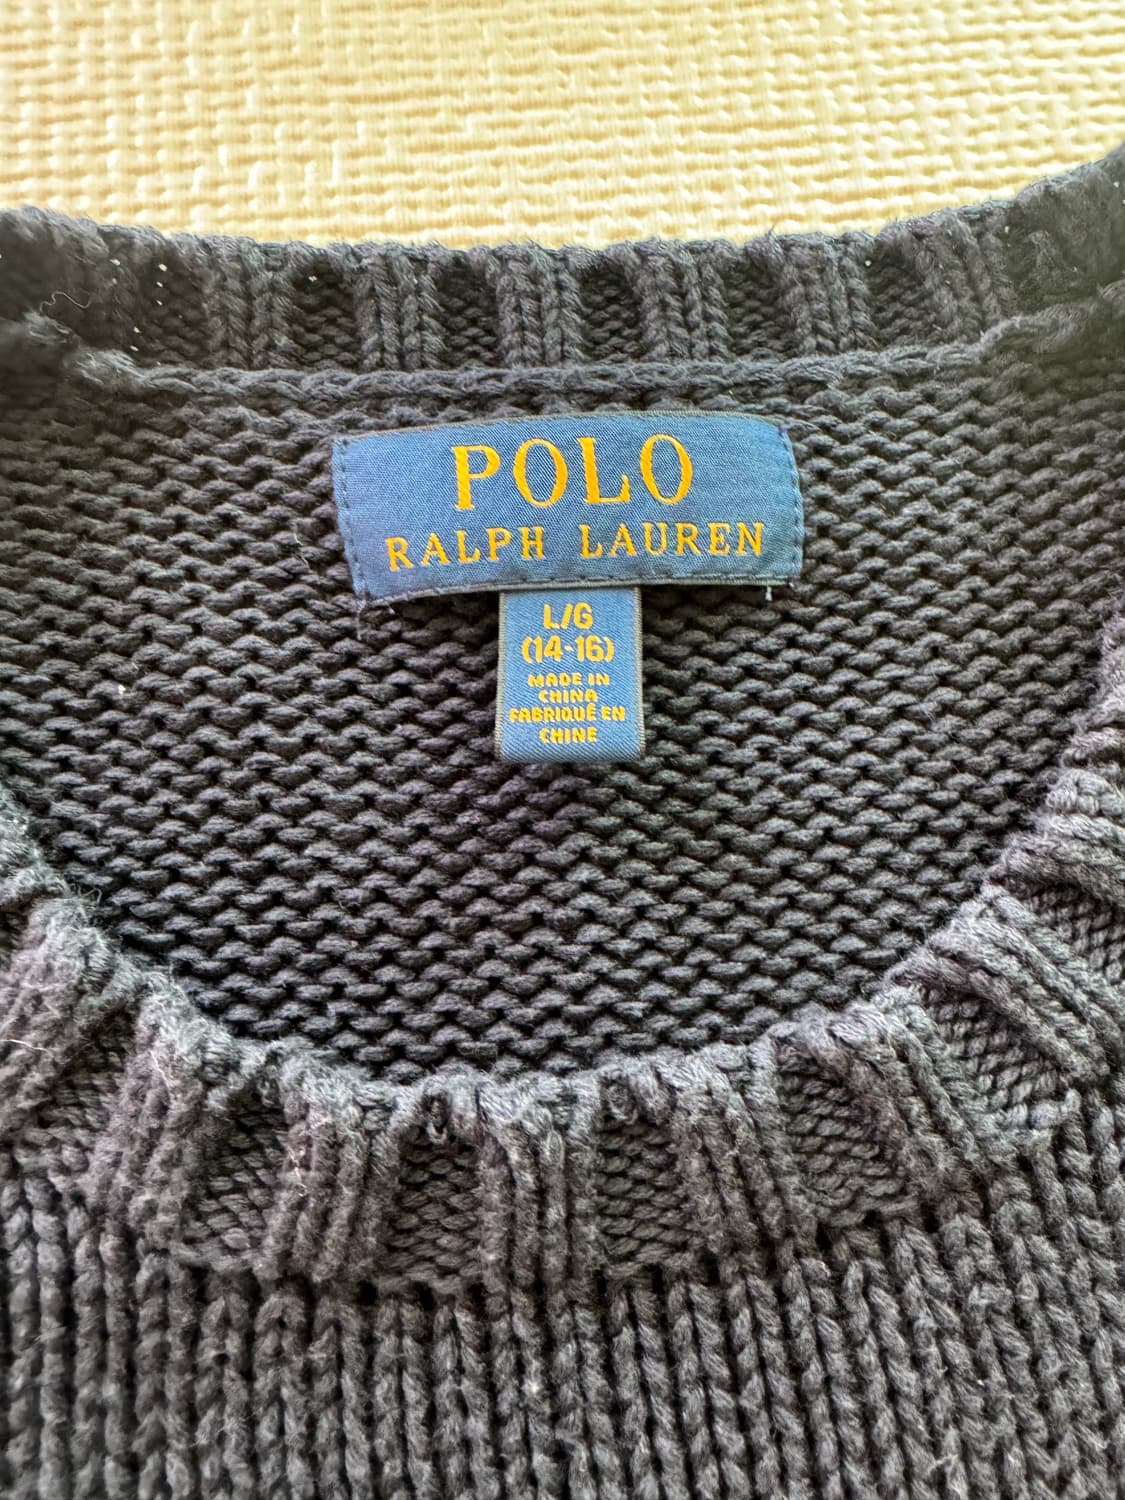 POLO
RALPH LAUREN
L/G
(14-16)
MADE IN
CHINA
FABRIQUÉ EN
CHINE